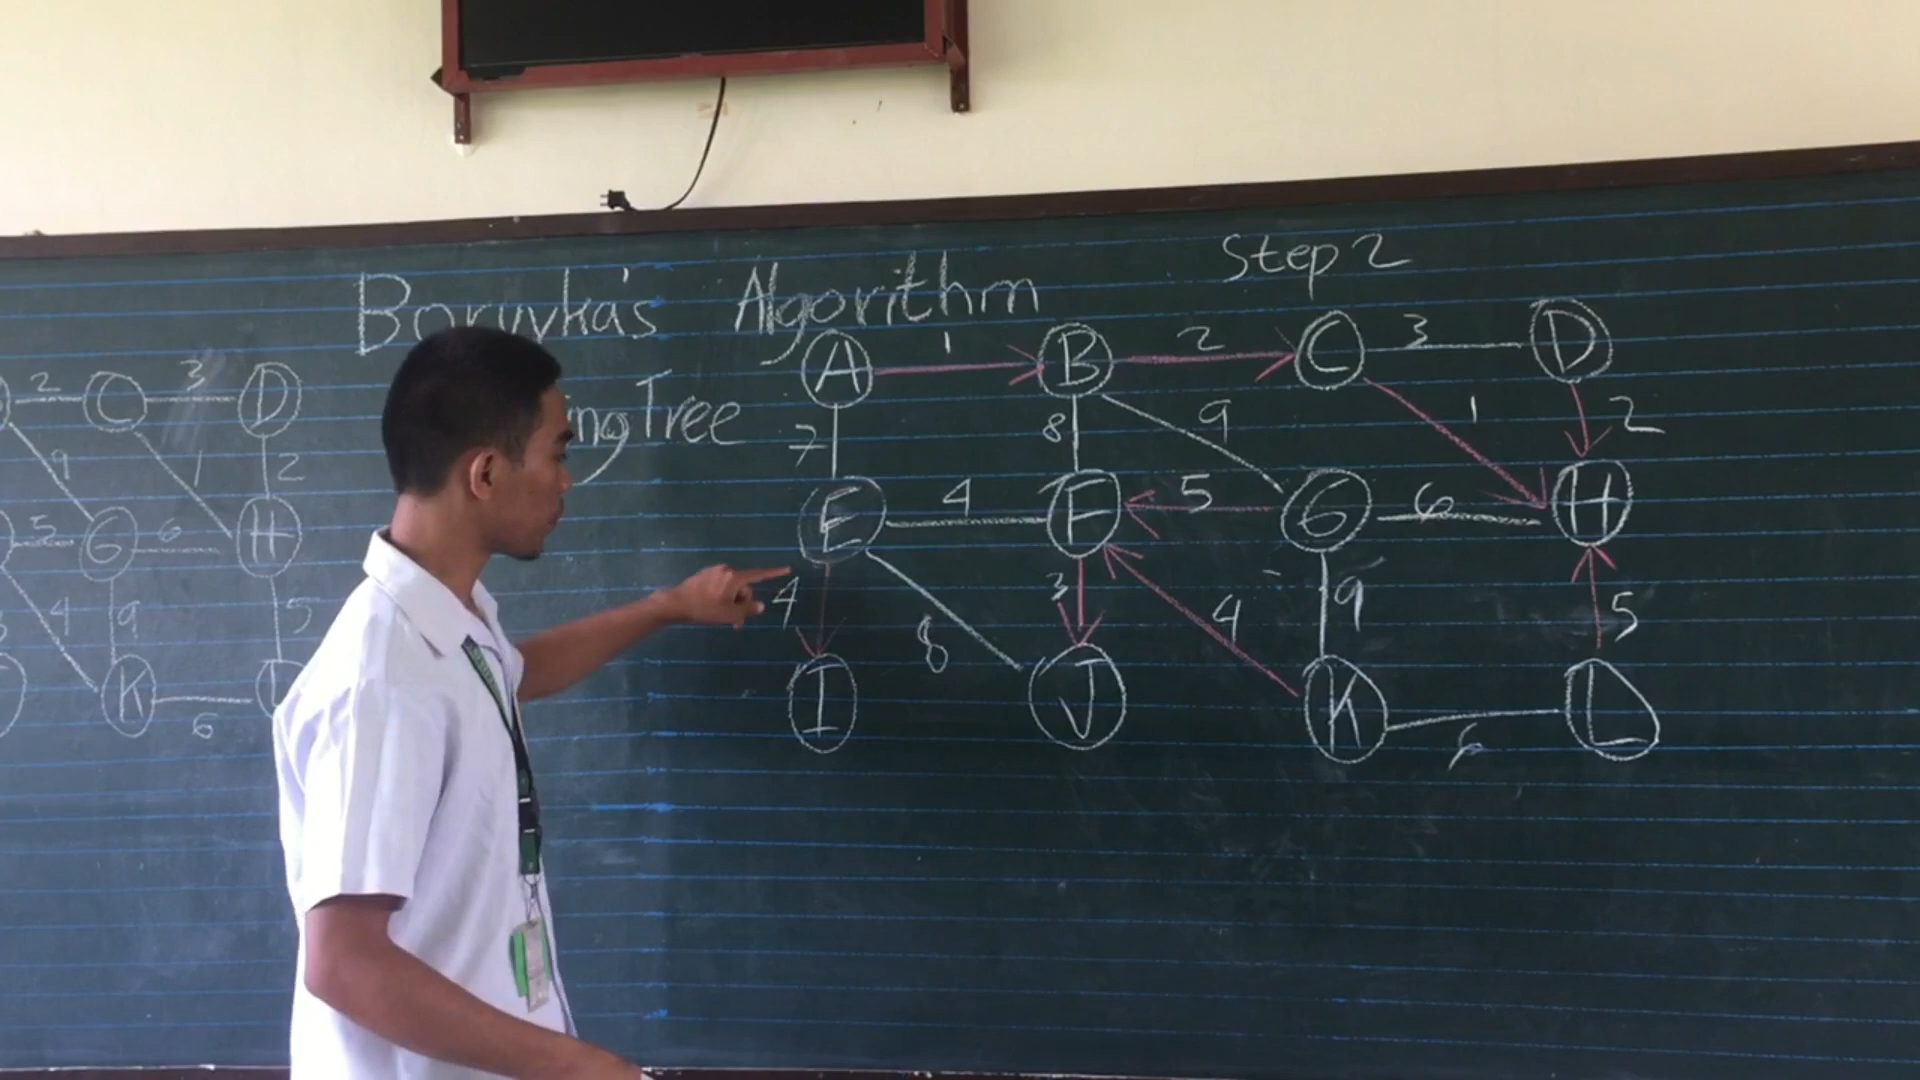 Boruvka's Algorithm
Step 2
ing Tree
2 C 3 D
9 1 2
5 G 6 H
4 9 5
K 6
A 1 B 2 C 3 D
7 8 9 1 2
E 4 F 5 G 6 H
4 8 3 4 9 5
I J K 6 L